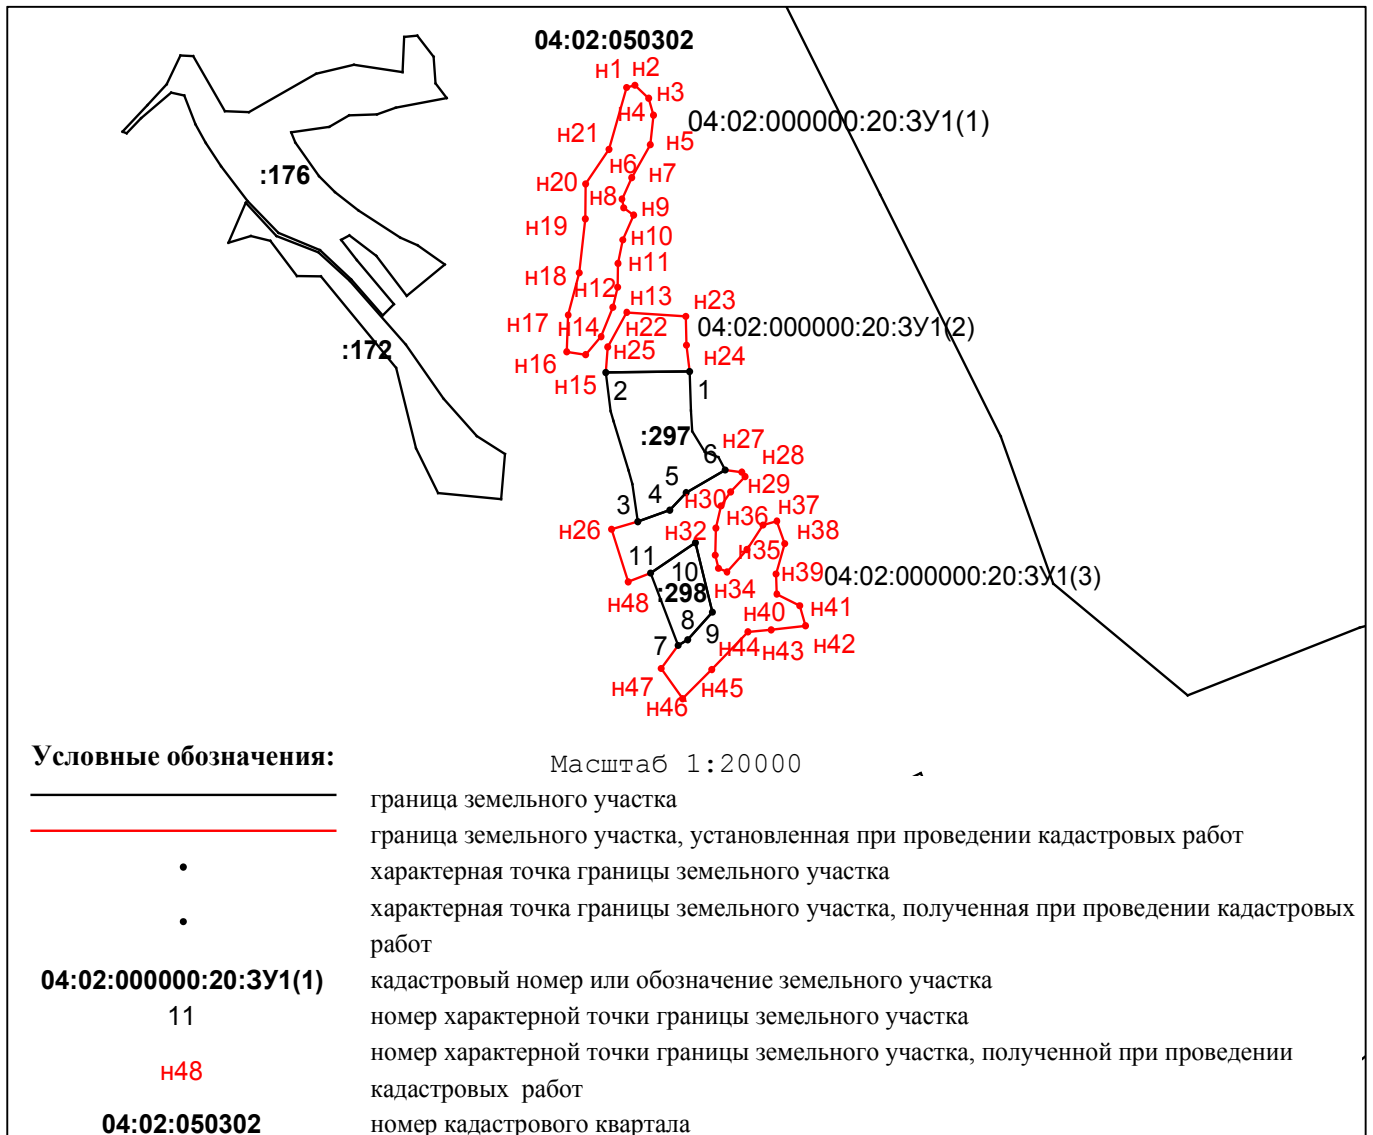 04:02:050302
н1
н2
н3
н4
04:02:000000:20:ЗУ1(1)
н21
н5
н6
н7
:176
н20
н8
н9
н19
н10
н11
н18
н12
н13
н23
н17
н14
н22
04:02:000000:20:ЗУ1(2)
:172
н16
н25
н24
н15
2
1
:297
6
н27
н28
5
н29
4
н30
3
н26
н32
н36
н37
н38
11
н35
10
н39
04:02:000000:20:ЗУ1(3)
н48
:298
н34
9
н40
н41
8
7
н44
н43
н42
н47
н45
н46
Условные обозначения:
Масштаб 1:20000
граница земельного участка
граница земельного участка, установленная при проведении кадастровых работ
характерная точка границы земельного участка
характерная точка границы земельного участка, полученная при проведении кадастровых
работ
04:02:000000:20:ЗУ1(1) кадастровый номер или обозначение земельного участка
11 номер характерной точки границы земельного участка
н48 номер характерной точки границы земельного участка, полученной при проведении
кадастровых работ
04:02:050302 номер кадастрового квартала